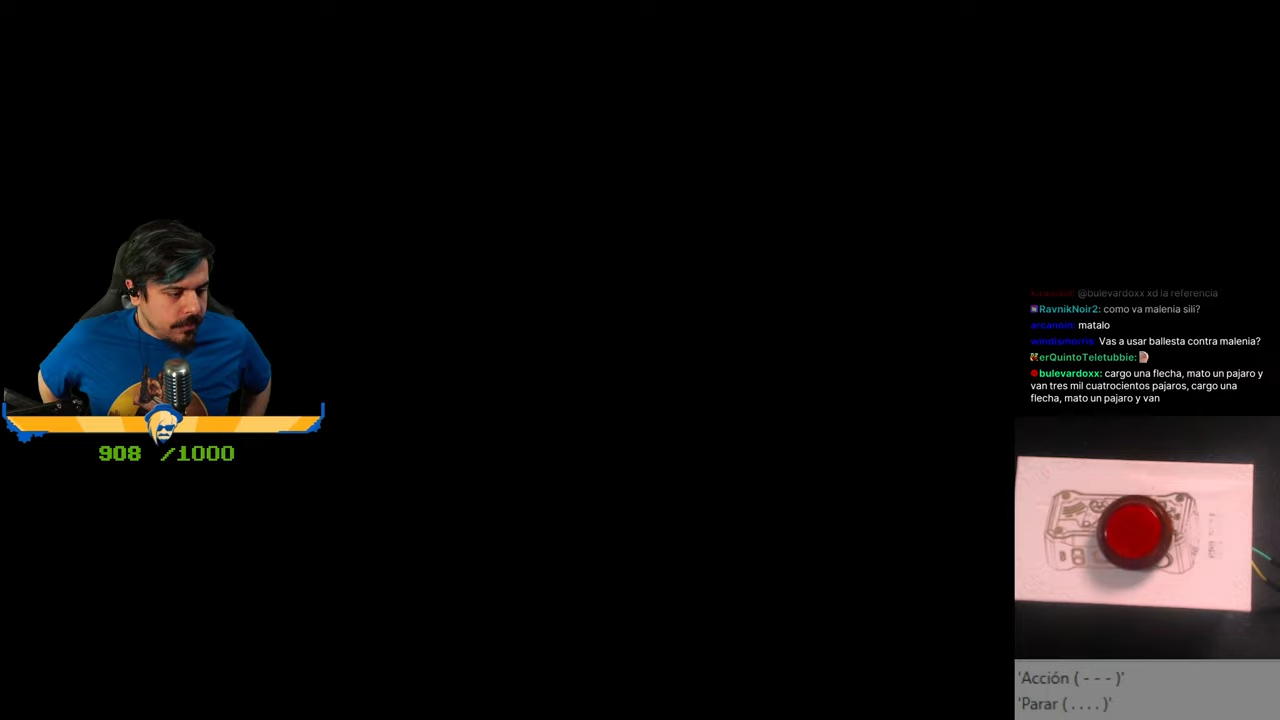 @bulevardoxx xd la referencia
RavnikNoir2: como va malenia sili?
arcanoin: matalo
windismorris: Vas a usar ballesta contra malenia?
erQuintoTeletubbie:
bulevardoxx: cargo una flecha, mato un pajaro y
van tres mil cuatrocientos pajaros, cargo una
flecha, mato un pajaro y van
908 /1000
'Acción ( - - - )'
'Parar ( . . . . )'